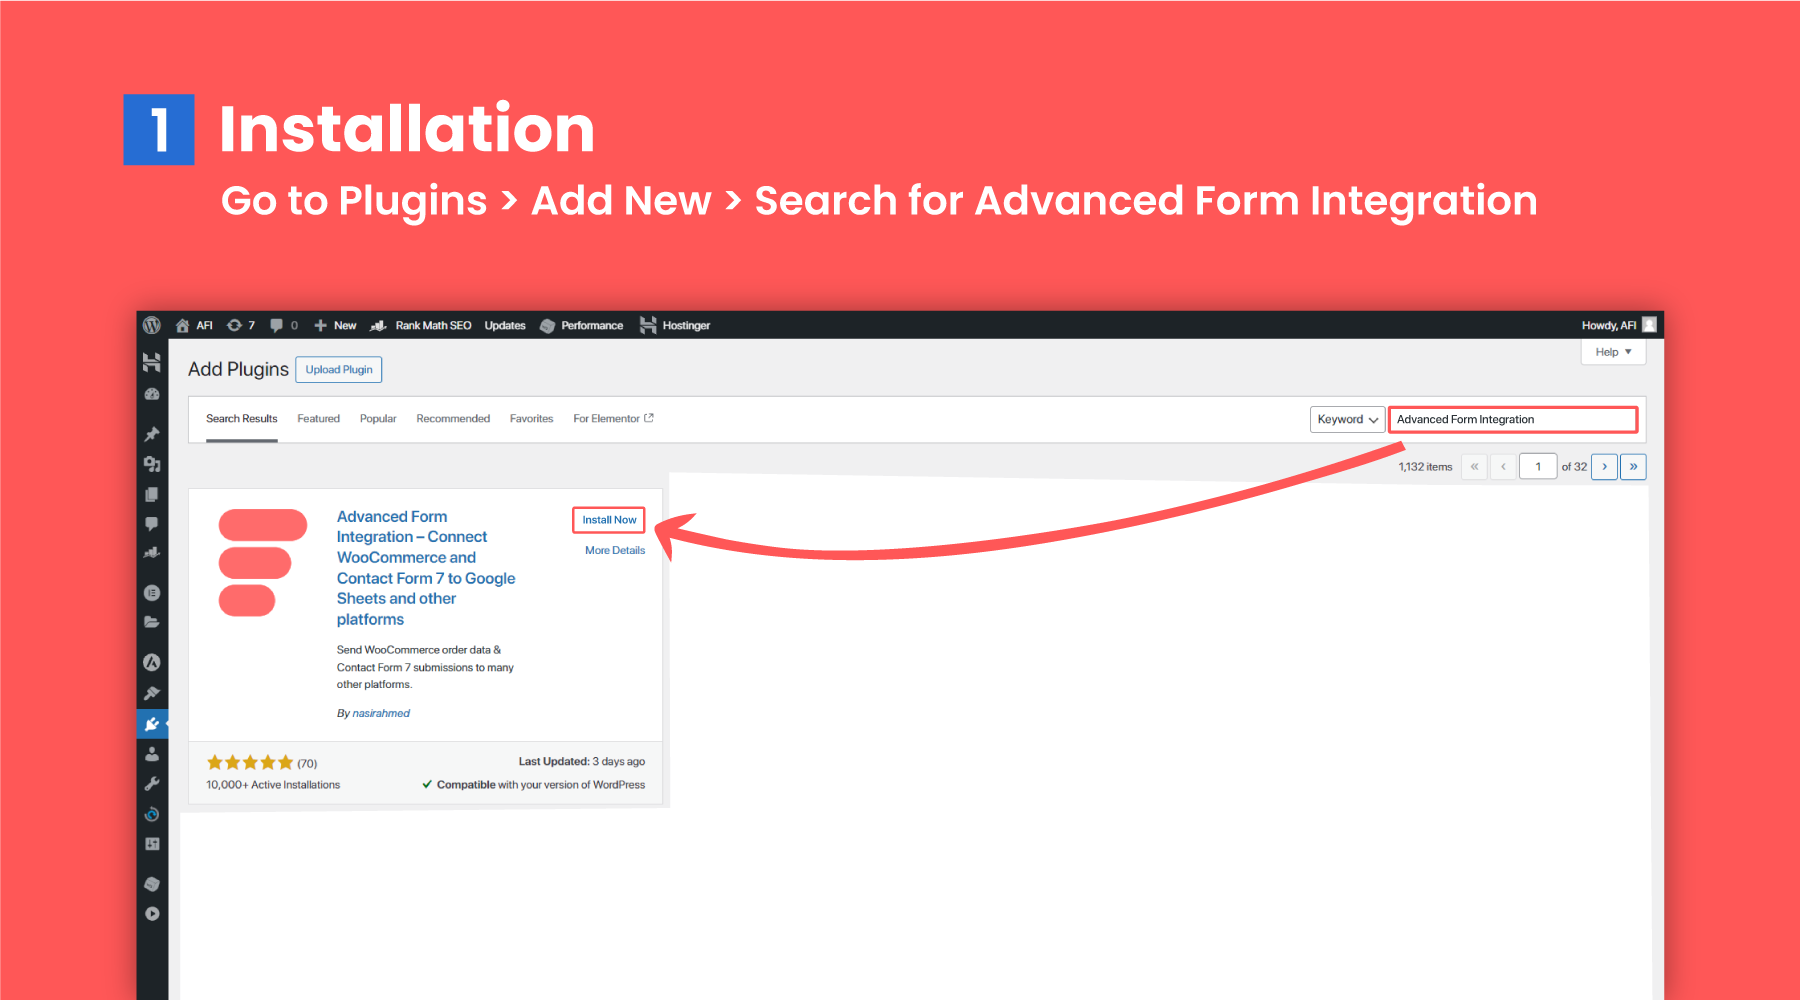 1 Installation
Go to Plugins > Add New > Search for Advanced Form Integration
AFI 7 0 + New Rank Math SEO Updates Performance Hostinger Howdy, AFI
Help ▼
Add Plugins Upload Plugin
Search Results Featured Popular Recommended Favorites For Elementor Keyword Advanced Form Integration
1,132 items « ‹ 1 of 32 › »
Advanced Form
Integration – Connect
WooCommerce and
Contact Form 7 to Google
Sheets and other
platforms
Install Now
More Details
Send WooCommerce order data &
Contact Form 7 submissions to many
other platforms.
By nasirahmed
(70) Last Updated: 3 days ago
10,000+ Active Installations Compatible with your version of WordPress